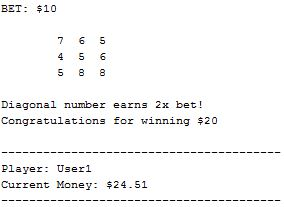 BET: $10
7 6 5
4 5 6
5 8 8
Diagonal number earns 2x bet!
Congratulations for winning $20
----------------------------------------
Player: User1
Current Money: $24.51
----------------------------------------